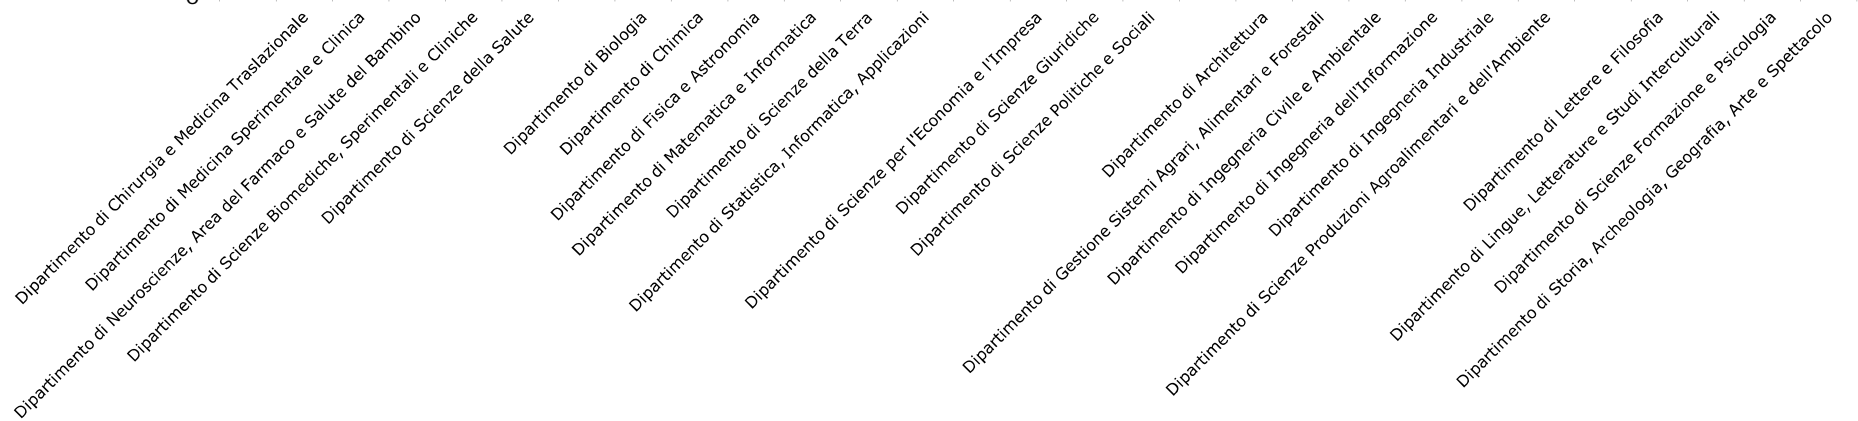 Dipartimento di Chirurgia e Medicina Traslazionale
Dipartimento di Medicina Sperimentale e Clinica
Dipartimento di Neuroscienze, Area del Farmaco e Salute del Bambino
Dipartimento di Scienze Biomediche, Sperimentali e Cliniche
Dipartimento di Scienze della Salute
Dipartimento di Biologia
Dipartimento di Chimica
Dipartimento di Fisica e Astronomia
Dipartimento di Matematica e Informatica
Dipartimento di Scienze della Terra
Dipartimento di Statistica, Informatica, Applicazioni
Dipartimento di Scienze per l'Economia e l'Impresa
Dipartimento di Scienze Giuridiche
Dipartimento di Scienze Politiche e Sociali
Dipartimento di Architettura
Dipartimento di Gestione Sistemi Agrari, Alimentari e Forestali
Dipartimento di Ingegneria Civile e Ambientale
Dipartimento di Ingegneria dell'Informazione
Dipartimento di Ingegneria Industriale
Dipartimento di Scienze Produzioni Agroalimentari e dell'Ambiente
Dipartimento di Lettere e Filosofia
Dipartimento di Lingue, Letterature e Studi Interculturali
Dipartimento di Scienze Formazione e Psicologia
Dipartimento di Storia, Archeologia, Geografia, Arte e Spettacolo